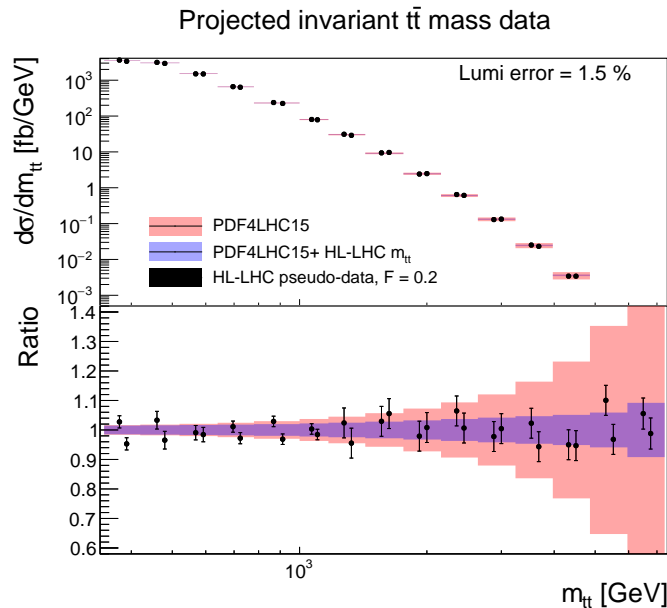 Projected invariant tt̄ mass data
Lumi error = 1.5 %
dσ/dm_tt [fb/GeV]
10³
10²
10
1
10⁻¹
10⁻²
10⁻³
PDF4LHC15
PDF4LHC15+ HL-LHC m_tt
HL-LHC pseudo-data, F = 0.2
Ratio
1.4
1.3
1.2
1.1
1
0.9
0.8
0.7
0.6
10³
m_tt [GeV]